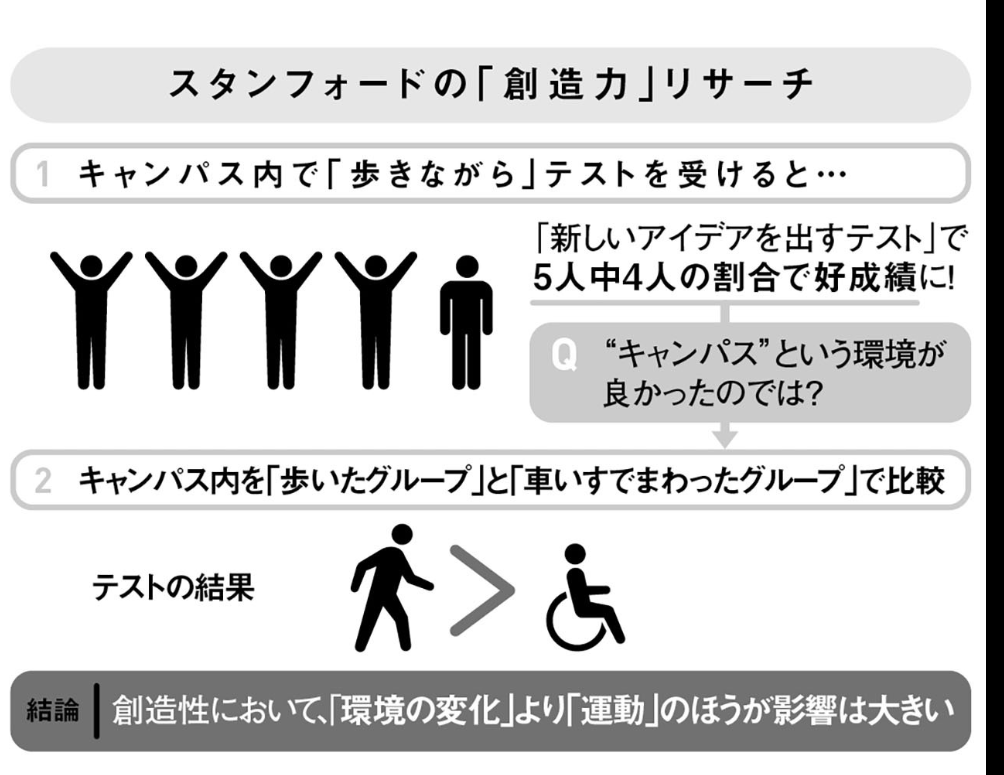 スタンフォードの「創造力」リサーチ
1 キャンパス内で「歩きながら」テストを受けると…
「新しいアイデアを出すテスト」で
5人中4人の割合で好成績に!
Q “キャンパス”という環境が
良かったのでは?
2 キャンパス内を「歩いたグループ」と「車いすでまわったグループ」で比較
テストの結果
結論 創造性において、「環境の変化」より「運動」のほうが影響は大きい